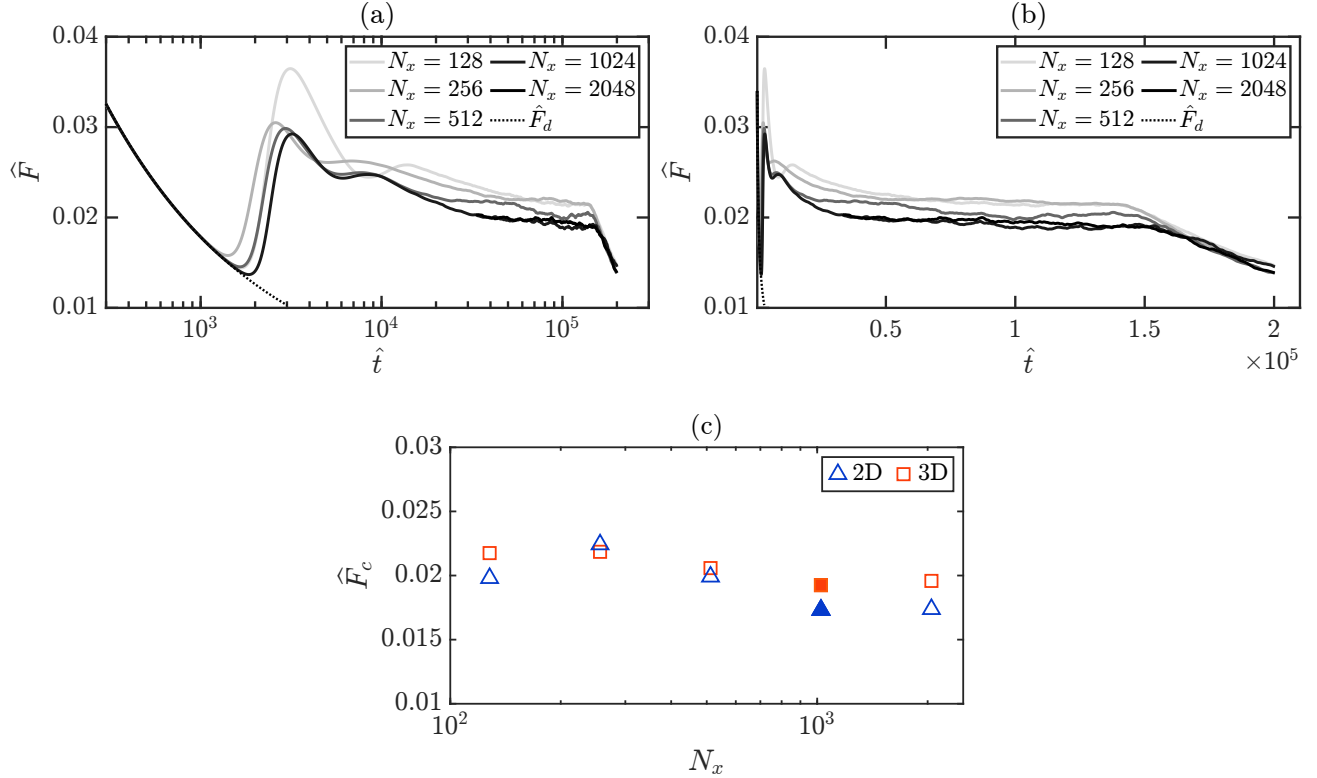 (a)
0.04
0.03
0.02
0.01
F̂
10³
10⁴
10⁵
t̂
N_x = 128
N_x = 256
N_x = 512
N_x = 1024
N_x = 2048
F̂_d
(b)
0.04
0.03
0.02
0.01
F̂
0.5
1
1.5
2
×10⁵
t̂
N_x = 128
N_x = 256
N_x = 512
N_x = 1024
N_x = 2048
F̂_d
(c)
0.03
0.025
0.02
0.015
0.01
F̂_c
10²
10³
N_x
2D
3D